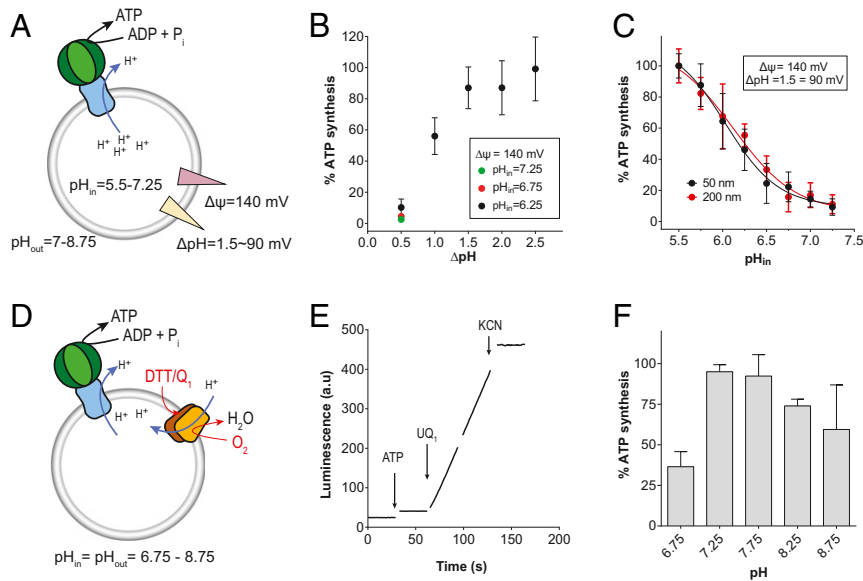 A
ATP
ADP + Pi
H+
H+
H+ H+
H+ H+
pHin=5.5-7.25
Δψ=140 mV
pHout=7-8.75
ΔpH=1.5~90 mV
B
% ATP synthesis
120
100
80
60
40
20
0
Δψ = 140 mV
pHin=7.25
pHin=6.75
pHin=6.25
0.0 0.5 1.0 1.5 2.0 2.5
ΔpH
C
% ATP synthesis
120
100
80
60
40
20
0
Δψ= 140 mV
ΔpH =1.5 = 90 mV
50 nm
200 nm
5.5 6.0 6.5 7.0 7.5
pHin
D
ATP
ADP + Pi
H+
DTT/Q1
H+
H+ H+
H2O
O2
pHin= pHout= 6.75 - 8.75
E
Luminescence (a.u)
500
400
300
200
100
0
KCN
UQ1
ATP
0 50 100 150 200
Time (s)
F
% ATP synthesis
125
100
75
50
25
0
6.75 7.25 7.75 8.25 8.75
pH